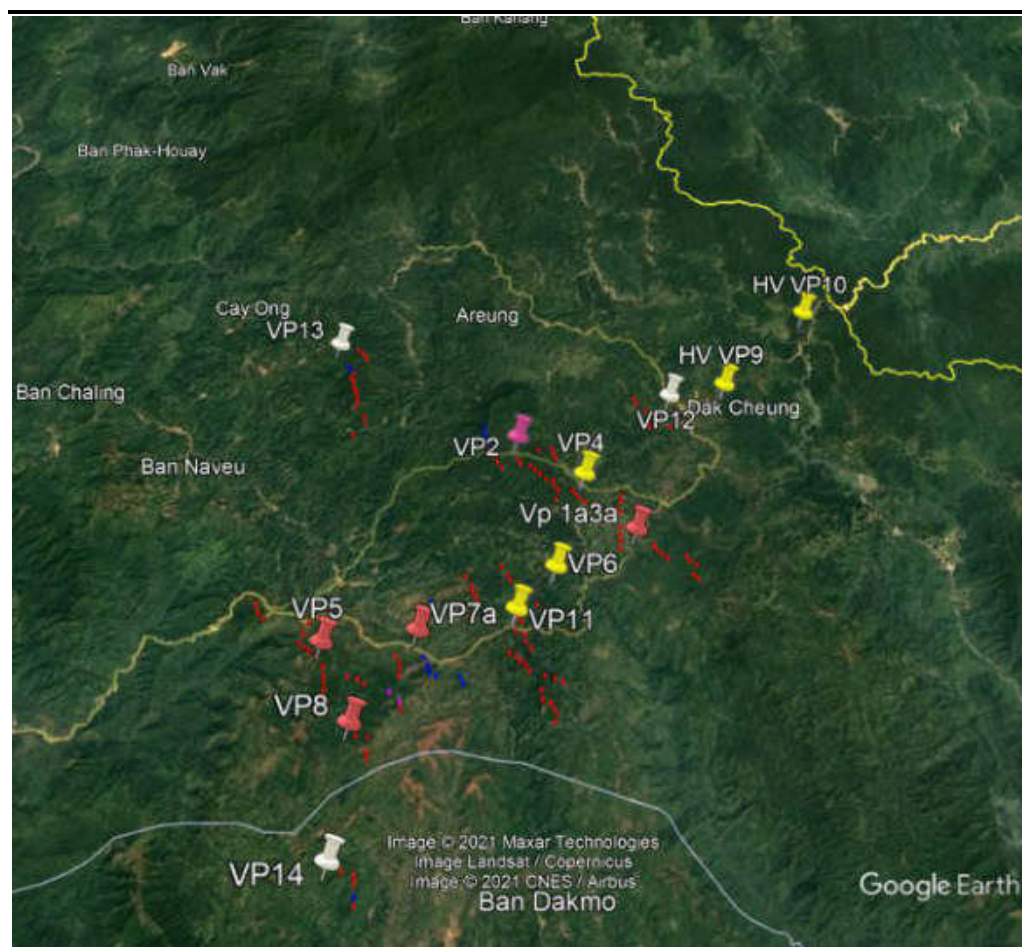 Ban Kanang
Ban Vak
Ban Phak-Houay
HV VP10
Cay Ong
VP13
Areung
HV VP9
Ban Chaling
VP12
Dak Cheung
VP2
VP4
Ban Naveu
Vp 1a3a
VP6
VP5
VP7a
VP11
VP8
Image © 2021 Maxar Technologies
Image Landsat / Copernicus
Image © 2021 CNES / Airbus
VP14
Ban Dakmo
Google Earth